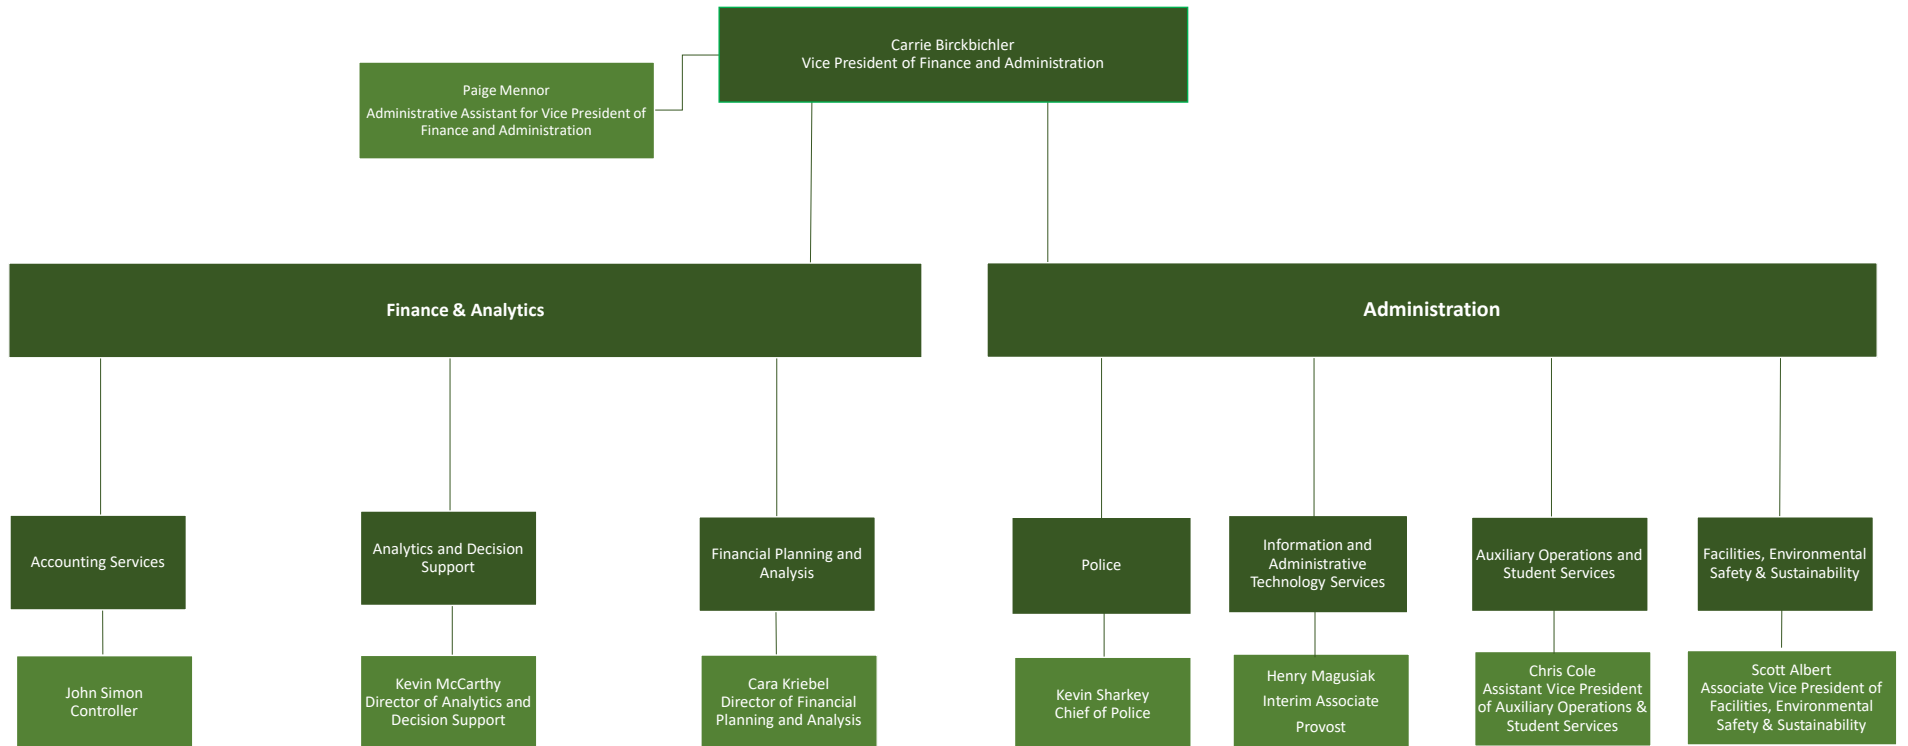 Carrie Birckbichler
Vice President of Finance and Administration
Paige Mennor
Administrative Assistant for Vice President of
Finance and Administration
Finance & Analytics
Administration
Accounting Services
Analytics and Decision
Support
Financial Planning and
Analysis
Police
Information and
Administrative
Technology Services
Auxiliary Operations and
Student Services
Facilities, Environmental
Safety & Sustainability
John Simon
Controller
Kevin McCarthy
Director of Analytics and
Decision Support
Cara Kriebel
Director of Financial
Planning and Analysis
Kevin Sharkey
Chief of Police
Henry Magusiak
Interim Associate
Provost
Chris Cole
Assistant Vice President
of Auxiliary Operations &
Student Services
Scott Albert
Associate Vice President of
Facilities, Environmental
Safety & Sustainability